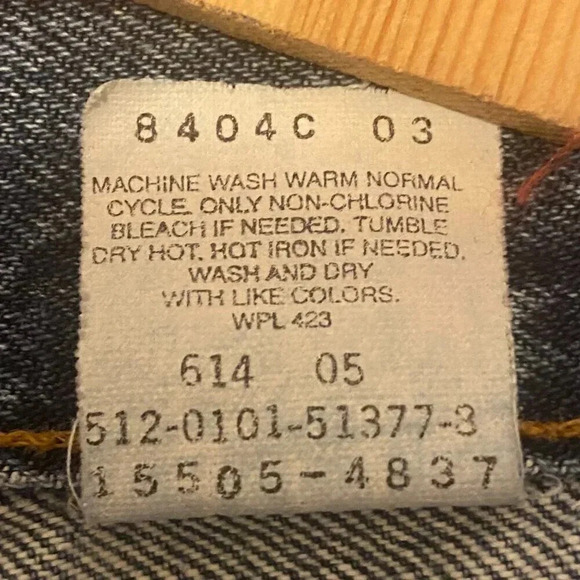 8404C 03
MACHINE WASH WARM NORMAL
CYCLE. ONLY NON-CHLORINE
BLEACH IF NEEDED. TUMBLE
DRY HOT. HOT IRON IF NEEDED.
WASH AND DRY
WITH LIKE COLORS.
WPL 423
614 05
512-0101-51377-3
15505-4837